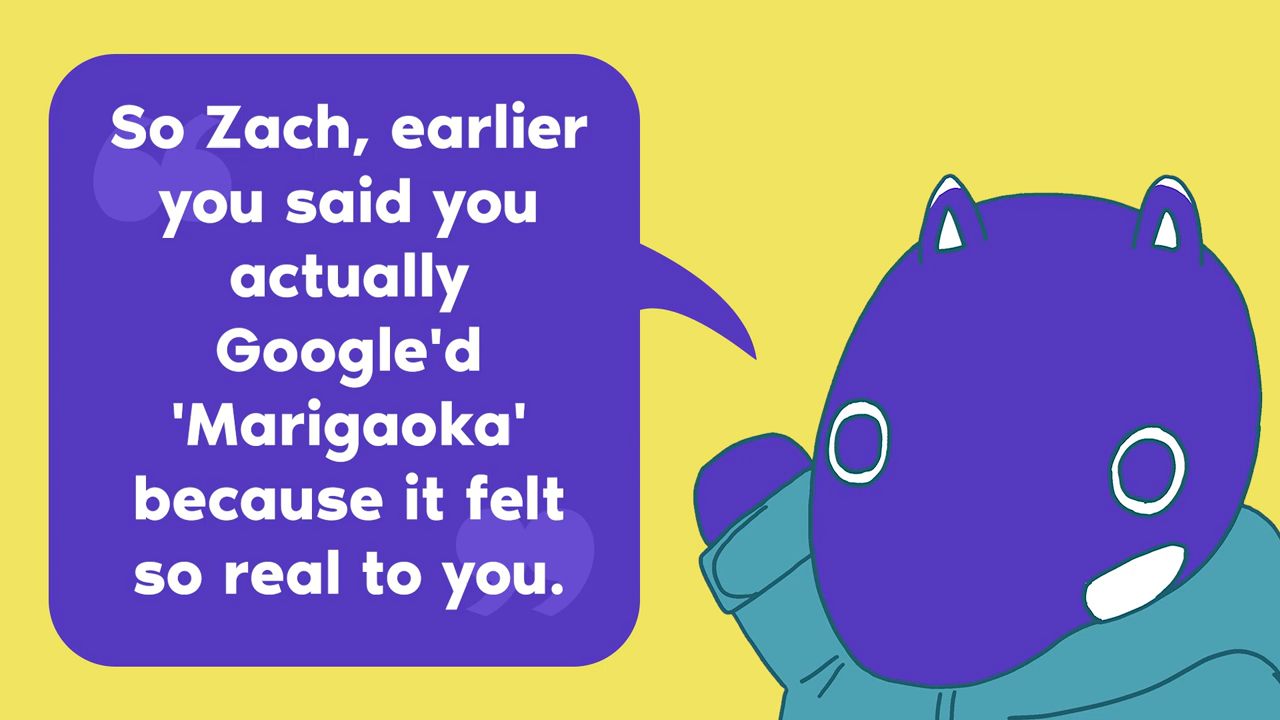 So Zach, earlier
you said you
actually
Google'd
'Marigaoka'
because it felt
so real to you.